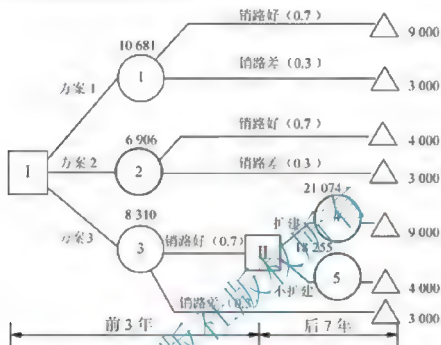 10 681
销路好（0.7）
9 000
方案 1
1
销路差（0.3）
3 000
6 906
销路好（0.7）
4 000
I
方案2
2
销路差（0.3）
3 000
8 310
21 074
方案3
3
销路好（0.7）
II
扩建
4
9 000
不扩建
5
4 000
销路差
3 000
前 3 年
后 7 年